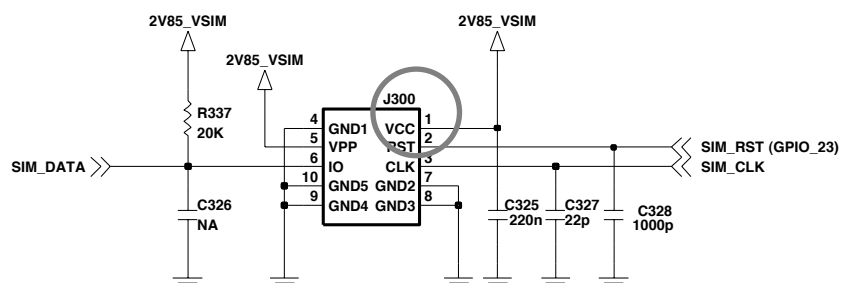 2V85_VSIM
2V85_VSIM
2V85_VSIM
J300
R337
20K
4 GND1 VCC 1
5 VPP RST 2
SIM_RST (GPIO_23)
SIM_DATA
6 IO CLK 3
SIM_CLK
10 GND5 GND2 7
9 GND4 GND3 8
C326
NA
C325
220n
C327
22p
C328
1000p